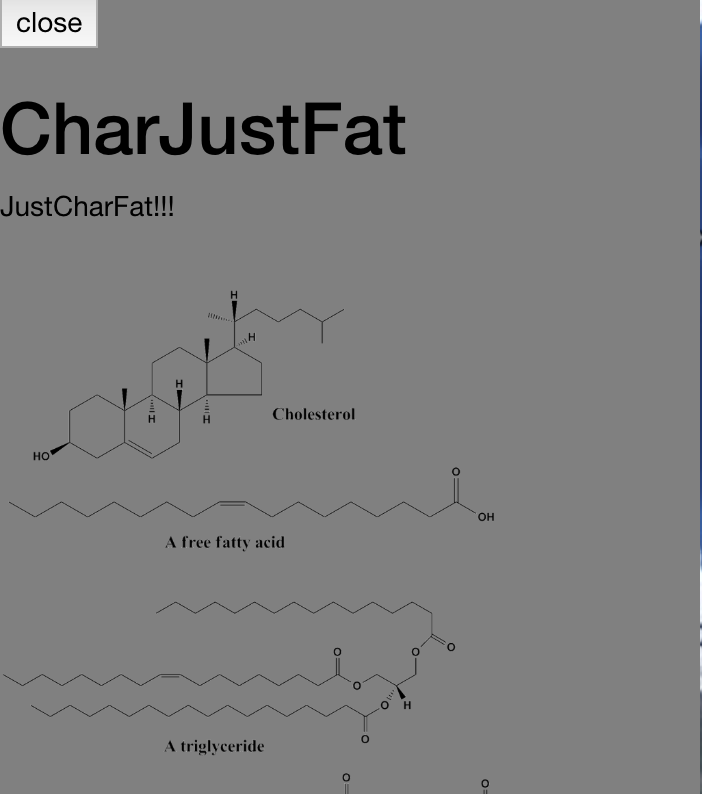 close
CharJustFat
JustCharFat!!!
H
H
H
H
H
Cholesterol
HO
O
OH
A free fatty acid
O
O
O
O
O
H
O
A triglyceride
O
O